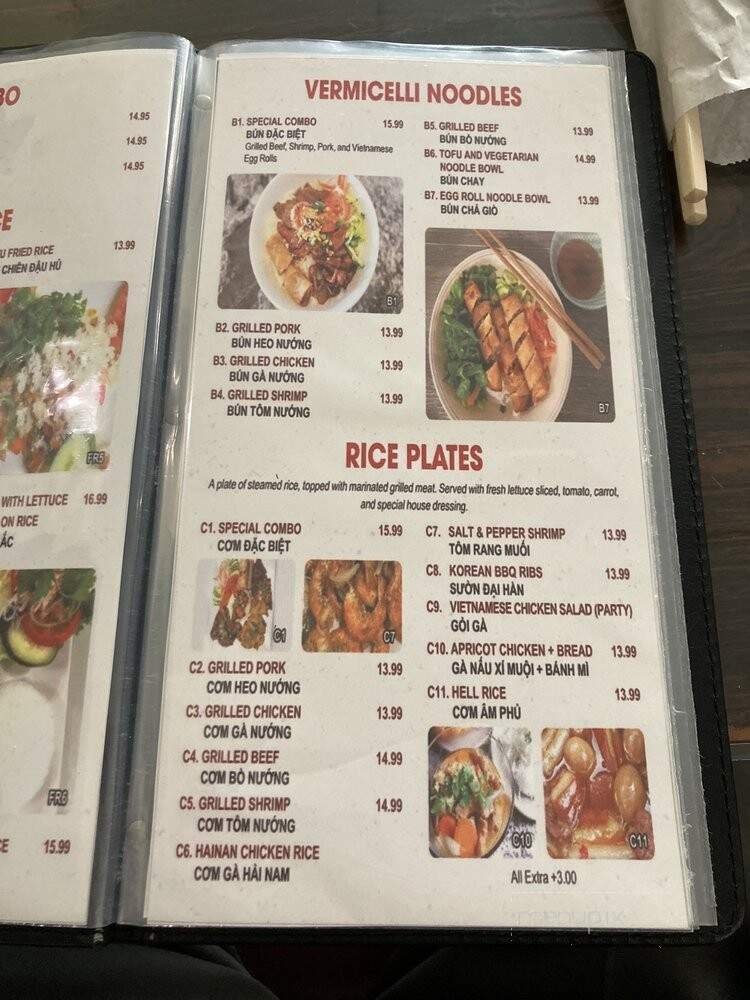 BO
14.95
14.95
14.95
CE
U FRIED RICE 13.99
CHIÊN ĐẬU HỦ
FR5
WITH LETTUCE 16.99
ON RICE
ẮC
FR6
CE 15.99
VERMICELLI NOODLES
B1. SPECIAL COMBO 15.99
BÚN ĐẶC BIỆT
Grilled Beef, Shrimp, Pork, and Vietnamese
Egg Rolls
B1
B2. GRILLED PORK 13.99
BÚN HEO NƯỚNG
B3. GRILLED CHICKEN 13.99
BÚN GÀ NƯỚNG
B4. GRILLED SHRIMP 13.99
BÚN TÔM NƯỚNG
B5. GRILLED BEEF 13.99
BÚN BÒ NƯỚNG
B6. TOFU AND VEGETARIAN 14.99
NOODLE BOWL
BÚN CHAY
B7. EGG ROLL NOODLE BOWL 13.99
BÚN CHẢ GIÒ
B7
RICE PLATES
A plate of steamed rice, topped with marinated grilled meat. Served with fresh lettuce sliced, tomato, carrot,
and special house dressing.
C1. SPECIAL COMBO 15.99
CƠM ĐẶC BIỆT
C1
C7
C2. GRILLED PORK 13.99
CƠM HEO NƯỚNG
C3. GRILLED CHICKEN 13.99
CƠM GÀ NƯỚNG
C4. GRILLED BEEF 14.99
CƠM BÒ NƯỚNG
C5. GRILLED SHRIMP 14.99
CƠM TÔM NƯỚNG
C6. HAINAN CHICKEN RICE
CƠM GÀ HẢI NAM
C7. SALT & PEPPER SHRIMP 13.99
TÔM RANG MUỐI
C8. KOREAN BBQ RIBS 13.99
SƯỜN ĐẠI HÀN
C9. VIETNAMESE CHICKEN SALAD (PARTY)
GỎI GÀ
C10. APRICOT CHICKEN + BREAD 13.99
GÀ NẤU XÍ MUỘI + BÁNH MÌ
C11. HELL RICE 13.99
CƠM ÂM PHỦ
C10
C11
All Extra +3.00